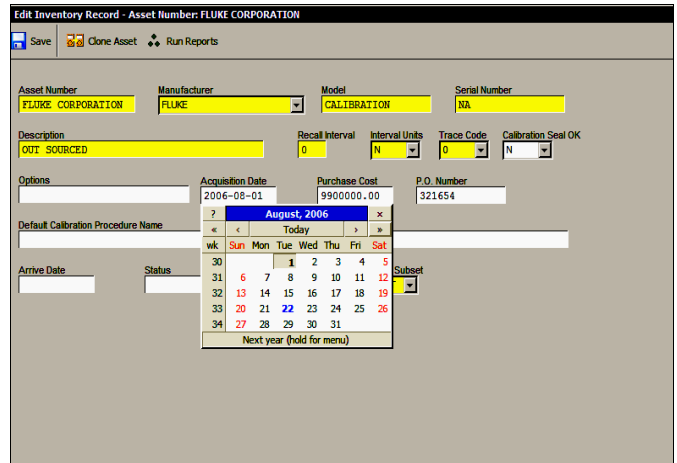 Edit Inventory Record - Asset Number: FLUKE CORPORATION
Save Clone Asset Run Reports
Asset Number Manufacturer Model Serial Number
FLUKE CORPORATION FLUKE CALIBRATION NA
Description Recall Interval Interval Units Trace Code Calibration Seal OK
OUT SOURCED 0 N 0 N
Options Acquisition Date Purchase Cost P.O. Number
2006-08-01 9900000.00 321654
? August, 2006 ×
« ‹ Today › »
Default Calibration Procedure Name
wk Sun Mon Tue Wed Thu Fri Sat
30 1 2 3 4 5
Arrive Date Status Subset
31 6 7 8 9 10 11 12
32 13 14 15 16 17 18 19
33 20 21 22 23 24 25 26
34 27 28 29 30 31
Next year (hold for menu)